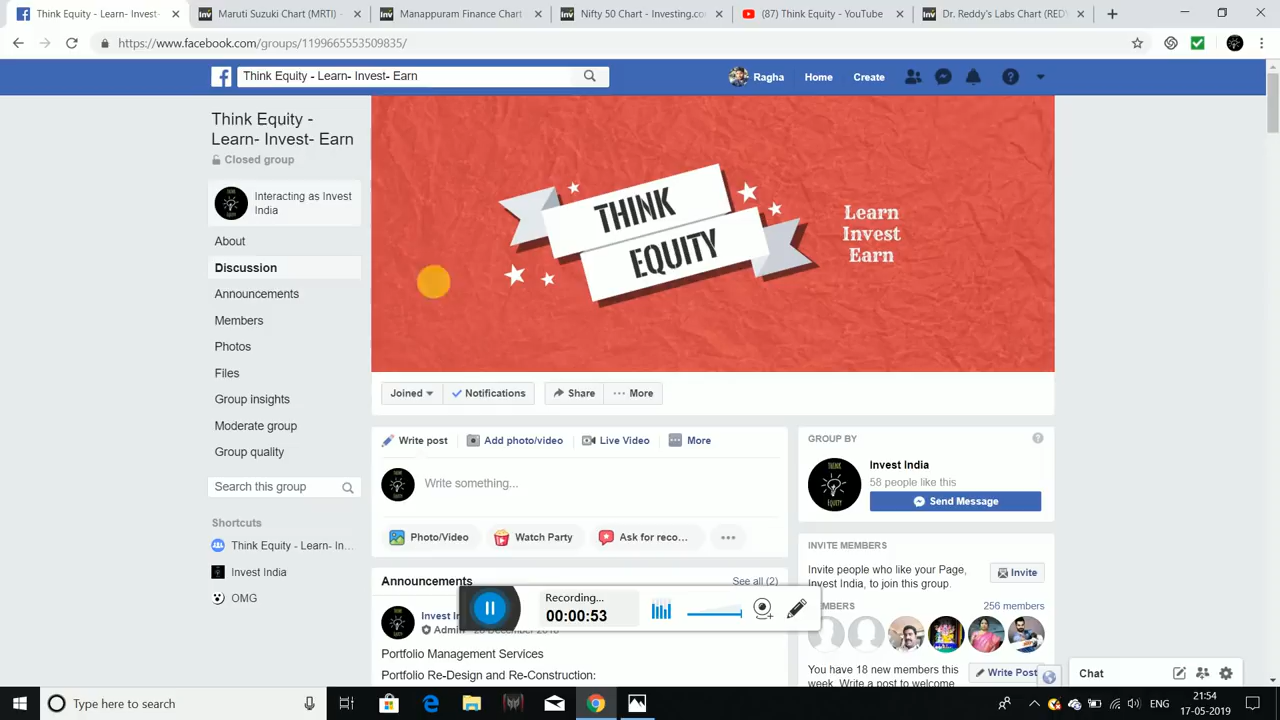 Think Equity - Learn- Invest-
Maruti Suzuki Chart (MRTI) -
Manappuram Finance Chart
Nifty 50 Chart - Investing.co
(87) Think Equity - YouTube
Dr. Reddy's Labs Chart (REDY
https://www.facebook.com/groups/1199665553509835/
Think Equity - Learn- Invest- Earn
Ragha Home Create
Think Equity -
Learn- Invest- Earn
Closed group
Interacting as Invest
India
About
Discussion
Announcements
Members
Photos
Files
Group insights
Moderate group
Group quality
Search this group
Shortcuts
Think Equity - Learn- In...
Invest India
OMG
THINK
EQUITY
Learn
Invest
Earn
Joined Notifications Share More
Write post Add photo/video Live Video More
Write something...
Photo/Video Watch Party Ask for reco...
Announcements See all (2)
Invest In
Admin
Portfolio Management Services
Portfolio Re-Design and Re-Construction:
GROUP BY
Invest India
58 people like this
Send Message
INVITE MEMBERS
Invite people who like your Page,
Invest India, to join this group.
Invite
MBERS 256 members
You have 18 new members this
week. Write a post to welcome
Write Post
Chat
Recording...
00:00:53
Type here to search
ENG
21:54
17-05-2019